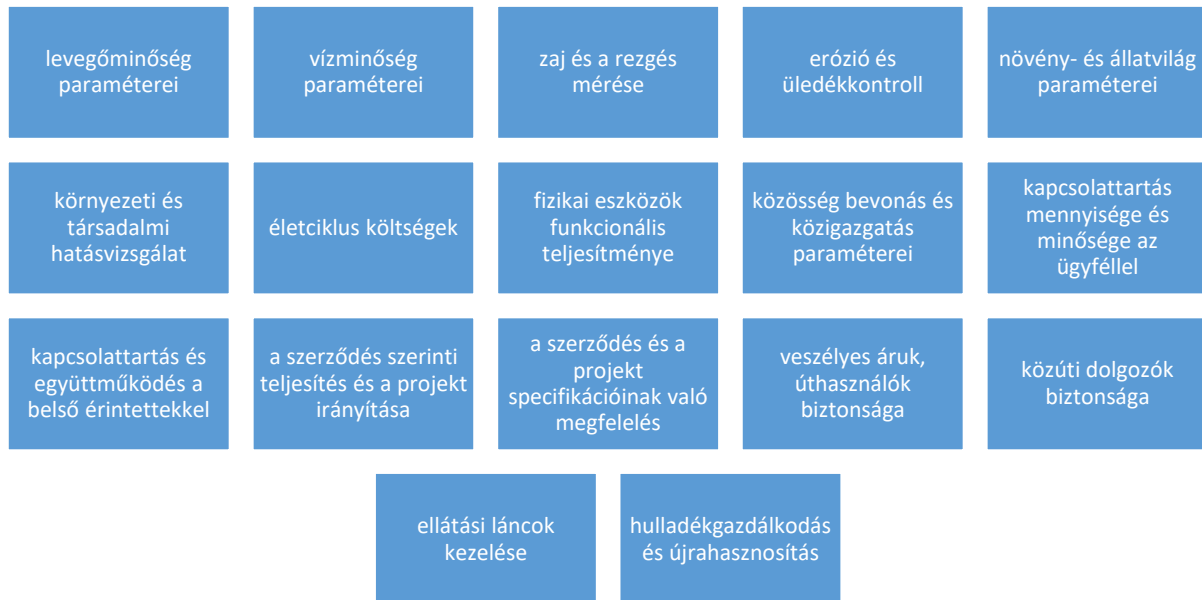 levegőminőség
paraméterei
vízminőség
paraméterei
zaj és a rezgés
mérése
erózió és
üledékkontroll
növény- és állatvilág
paraméterei
környezeti és
társadalmi
hatásvizsgálat
életciklus költségek
fizikai eszközök
funkcionális
teljesítménye
közösség bevonás és
közigazgatás
paraméterei
kapcsolattartás
mennyisége és
minősége az
ügyféllel
kapcsolattartás és
együttműködés a
belső érintettekkel
a szerződés szerinti
teljesítés és a projekt
irányítása
a szerződés és a
projekt
specifikációinak való
megfelelés
veszélyes áruk,
úthasználók
biztonsága
közúti dolgozók
biztonsága
ellátási láncok
kezelése
hulladékgazdálkodás
és újrahasznosítás